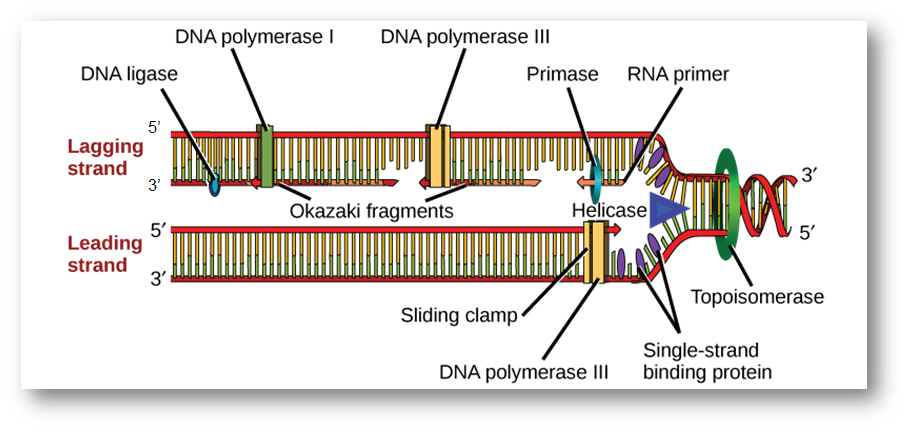 DNA polymerase I
DNA polymerase III
DNA ligase
Primase
RNA primer
5’
Lagging
strand
3’
3′
Okazaki fragments
Helicase
5′
5′
Leading
strand
3′
Topoisomerase
Sliding clamp
Single-strand
binding protein
DNA polymerase III